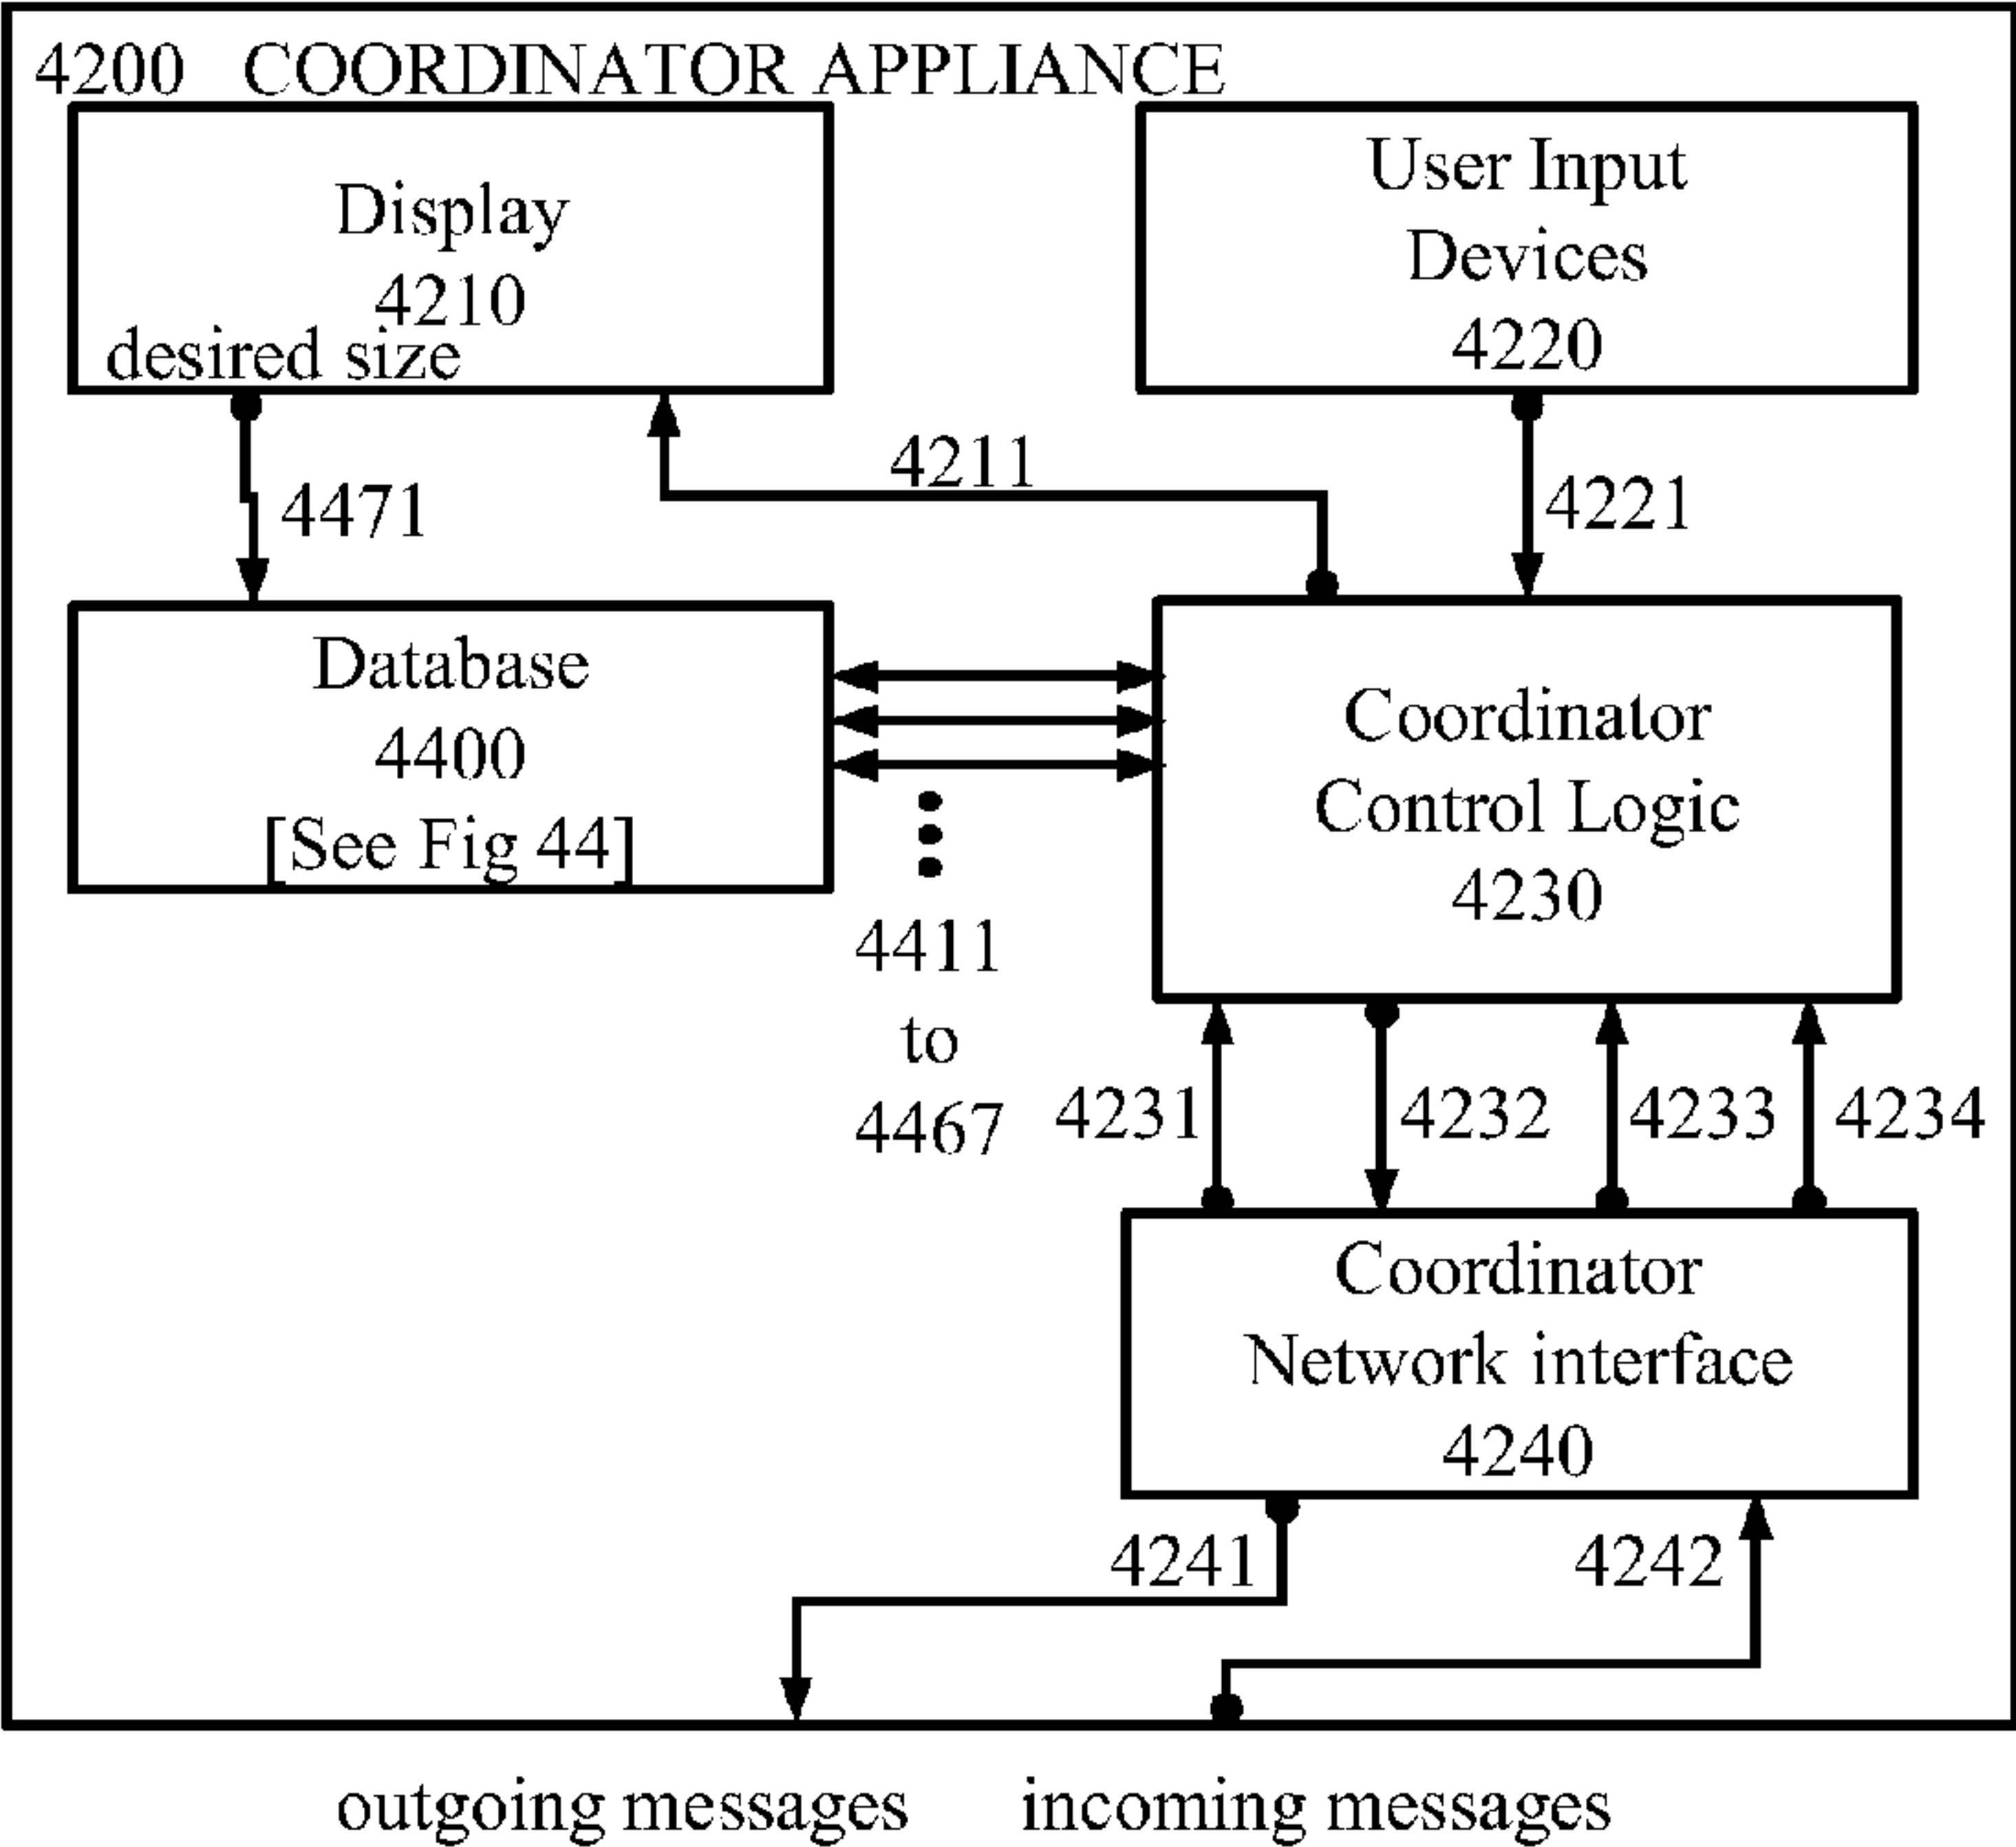 4200 COORDINATOR APPLIANCE
Display
4210
desired size
User Input
Devices
4220
4211
4471
4221
Database
4400
[See Fig 44]
Coordinator
Control Logic
4230
4411
to
4467
4231
4232
4233
4234
Coordinator
Network interface
4240
4241
4242
outgoing messages
incoming messages